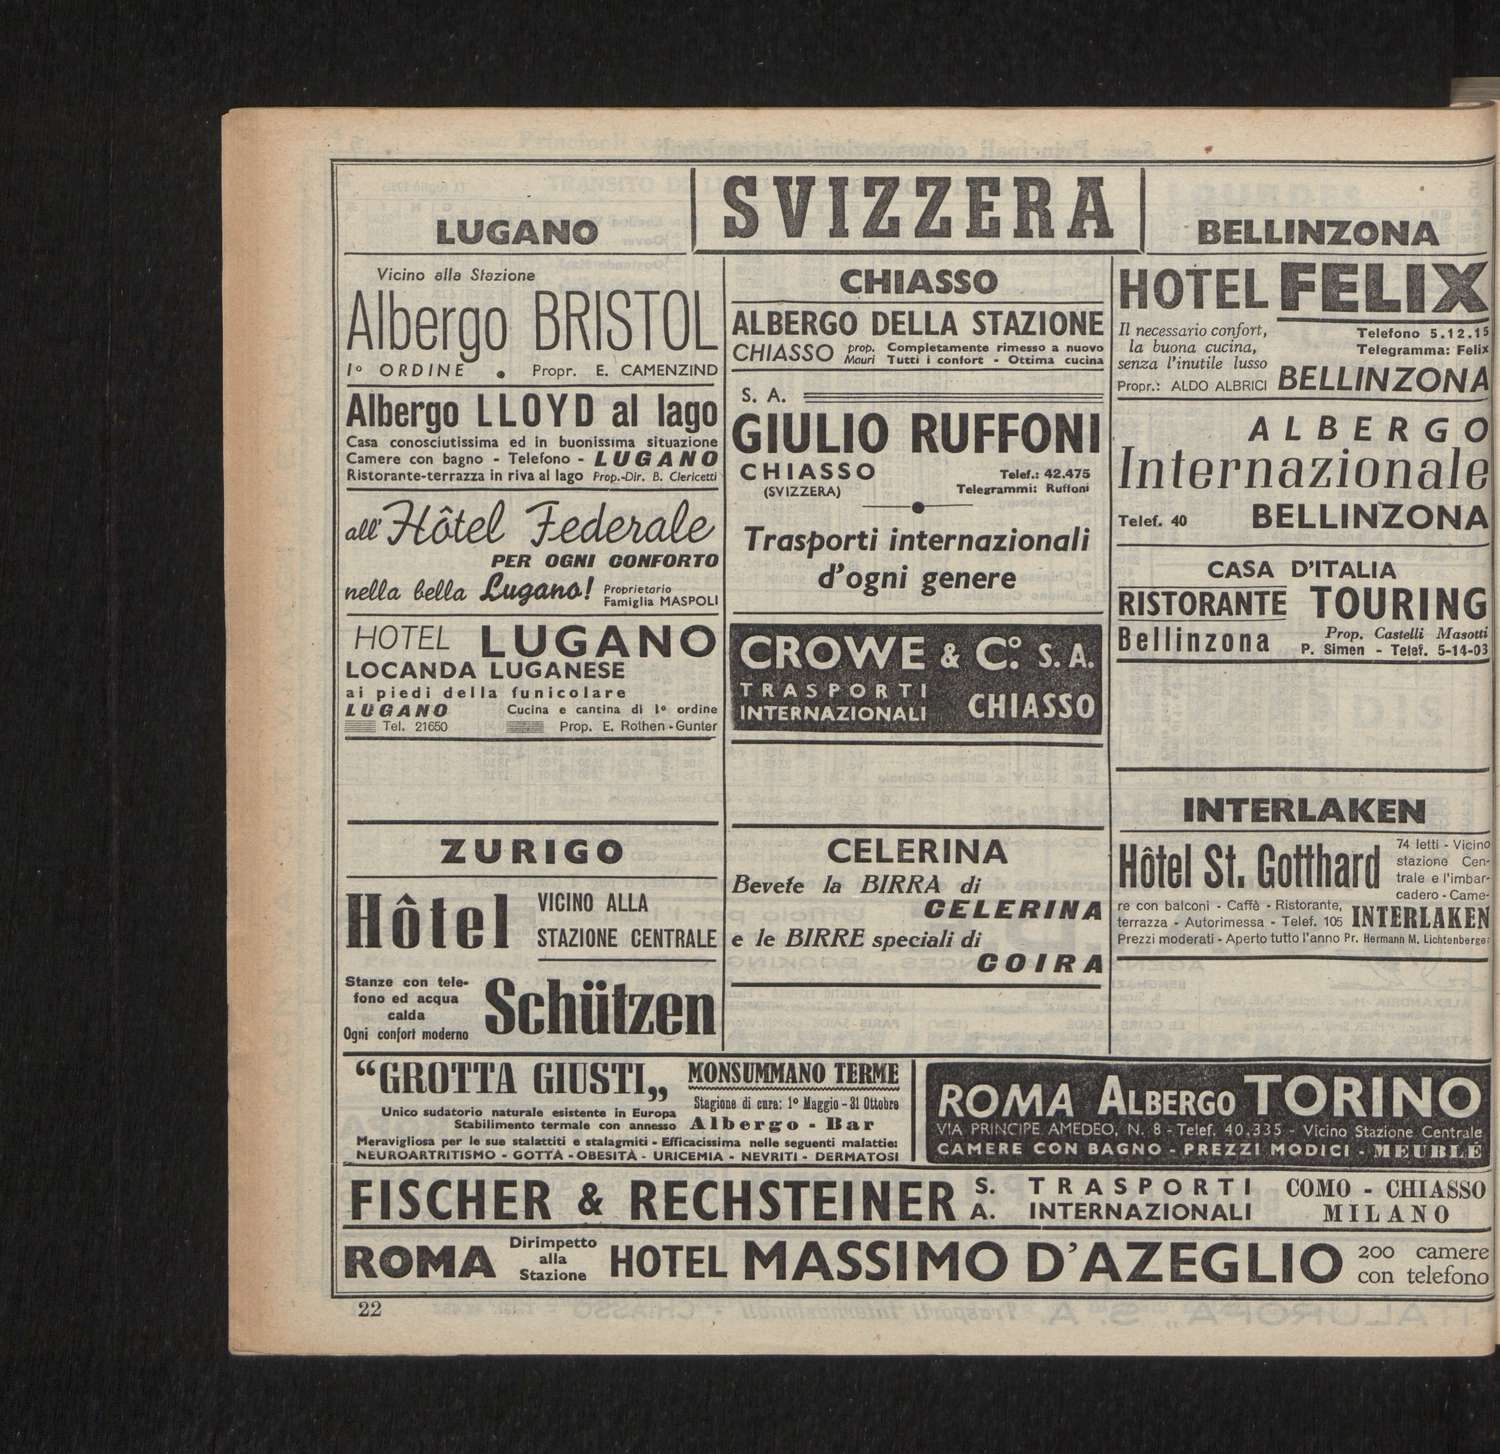 SVIZZERA
LUGANO
Vicino alla Stazione
Albergo BRISTOL
1º ORDINE • Propr. E. CAMENZIND
Albergo LLOYD al lago
Casa conosciutissima ed in buonissima situazione
Camere con bagno - Telefono - LUGANO
Ristorante-terrazza in riva al lago Prop.-Dir. B. Clericetti
all'Hôtel Federale
PER OGNI CONFORTO
nella bella Lugano! Proprietario
Famiglia MASPOLI
HOTEL LUGANO
LOCANDA LUGANESE
ai piedi della funicolare
LUGANO Cucina e cantina di 1º ordine
Tel. 21650 Prop. E. Rothen-Gunter
ZURIGO
Hôtel VICINO ALLA
STAZIONE CENTRALE
Stanze con tele-
fono ed acqua
calda
Ogni confort moderno
Schützen
CHIASSO
ALBERGO DELLA STAZIONE
CHIASSO prop. Completamente rimesso a nuovo
Mauri Tutti i confort - Ottima cucina
S. A.
GIULIO RUFFONI
CHIASSO Telef.: 42.475
(SVIZZERA) Telegrammi: Ruffoni
Trasporti internazionali
d'ogni genere
CROWE & Cº. S. A.
TRASPORTI
INTERNAZIONALI CHIASSO
CELERINA
Bevete la BIRRA di
CELERINA
e le BIRRE speciali di
COIRA
BELLINZONA
HOTEL FELIX
Il necessario confort, Telefono 5.12.15
la buona cucina, Telegramma: Felix
senza l'inutile lusso
Propr.: ALDO ALBRICI BELLINZONA
ALBERGO
Internazionale
Telef. 40 BELLINZONA
CASA D'ITALIA
RISTORANTE TOURING
Bellinzona Prop. Castelli Masotti
P. Simen - Telef. 5-14-03
INTERLAKEN
Hôtel St. Gotthard 74 letti - Vicino
stazione Cen-
trale e l'imbar-
cadero - Came-
re con balconi - Caffè - Ristorante,
terrazza - Autorimessa - Telef. 105 INTERLAKEN
Prezzi moderati - Aperto tutto l'anno Pr. Hermann M. Lichtenberger
“GROTTA GIUSTI„ MONSUMMANO TERME
Stagione di cura: 1º Maggio - 31 Ottobre
Unico sudatorio naturale esistente in Europa
Stabilimento termale con annesso Albergo - Bar
Meravigliosa per le sue stalattiti e stalagmiti - Efficacissima nelle seguenti malattie:
NEUROARTRITISMO - GOTTA - OBESITÀ - URICEMIA - NEVRITI - DERMATOSI
ROMA ALBERGO TORINO
VIA PRINCIPE AMEDEO, N. 8 - Telef. 40.335 - Vicino Stazione Centrale
CAMERE CON BAGNO - PREZZI MODICI - MEUBLÉ
FISCHER & RECHSTEINER S. A. TRASPORTI
INTERNAZIONALI
COMO - CHIASSO
MILANO
ROMA Dirimpetto
alla
Stazione
HOTEL MASSIMO D'AZEGLIO 200 camere
con telefono
22